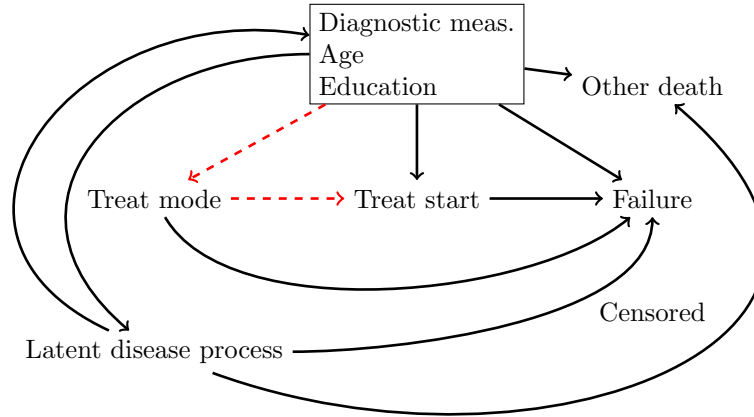 Diagnostic meas.
Age
Education
Other death
Treat mode
Treat start
Failure
Censored
Latent disease process